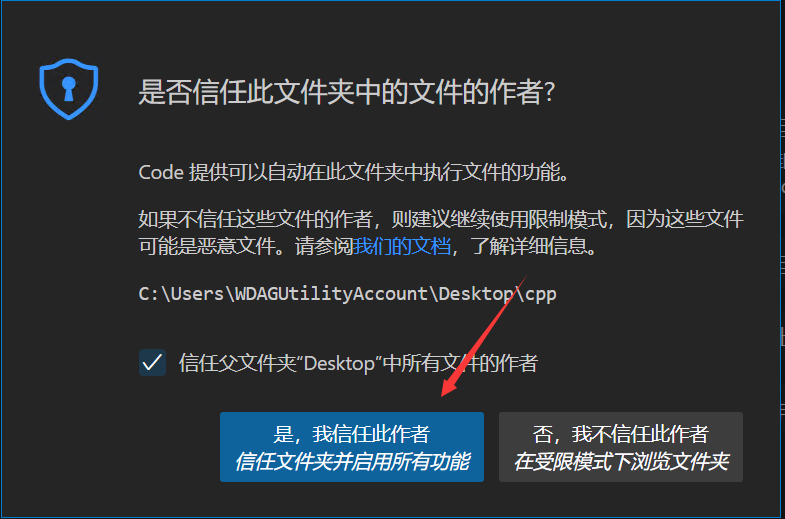 是否信任此文件夹中的文件的作者?
Code 提供可以自动在此文件夹中执行文件的功能。
如果不信任这些文件的作者，则建议继续使用限制模式，因为这些文件
可能是恶意文件。请参阅我们的文档，了解详细信息。
C:\Users\WDAGUtilityAccount\Desktop\cpp
信任父文件夹“Desktop”中所有文件的作者
是，我信任此作者
信任文件夹并启用所有功能
否，我不信任此作者
在受限模式下浏览文件夹